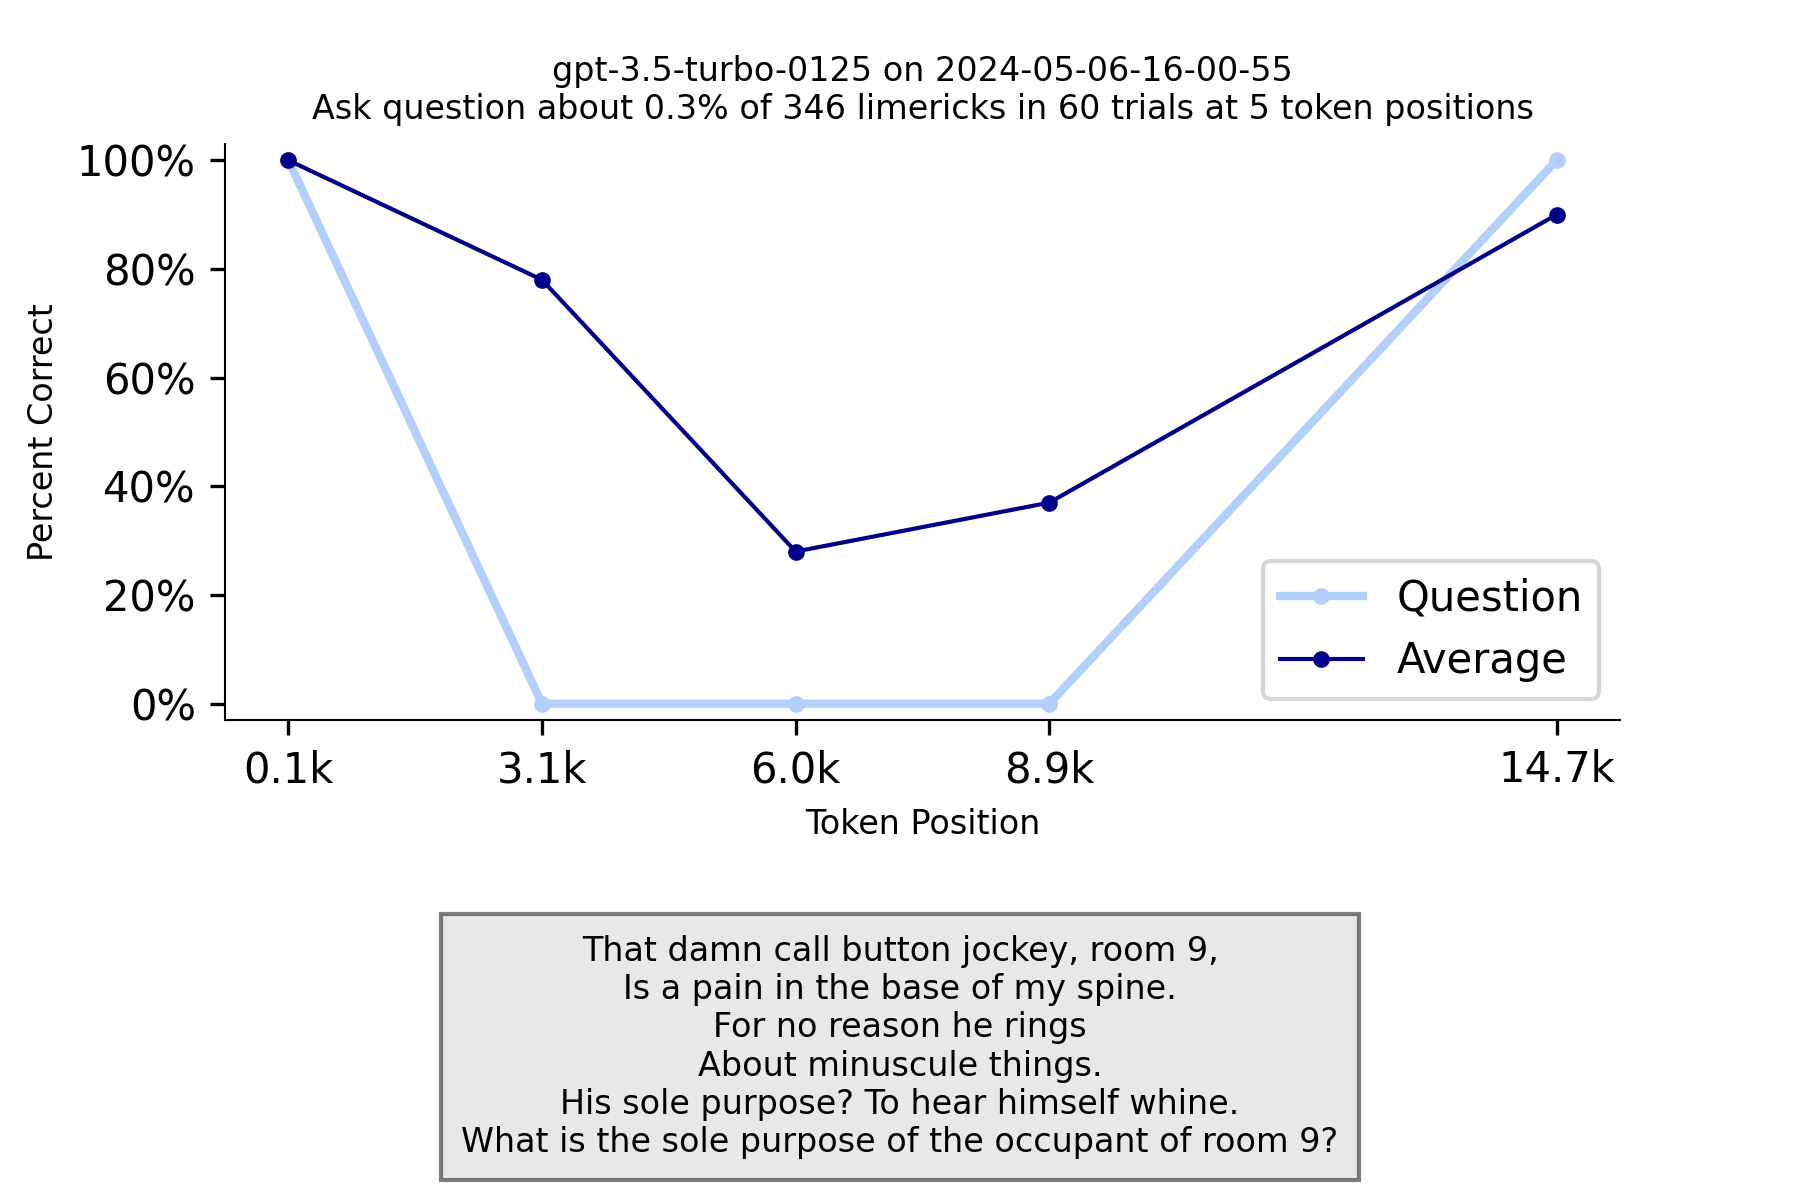 gpt-3.5-turbo-0125 on 2024-05-06-16-00-55
Ask question about 0.3% of 346 limericks in 60 trials at 5 token positions
100%
80%
60%
40%
20%
0%
Percent Correct
Question
Average
0.1k 3.1k 6.0k 8.9k 14.7k
Token Position
That damn call button jockey, room 9,
Is a pain in the base of my spine.
For no reason he rings
About minuscule things.
His sole purpose? To hear himself whine.
What is the sole purpose of the occupant of room 9?